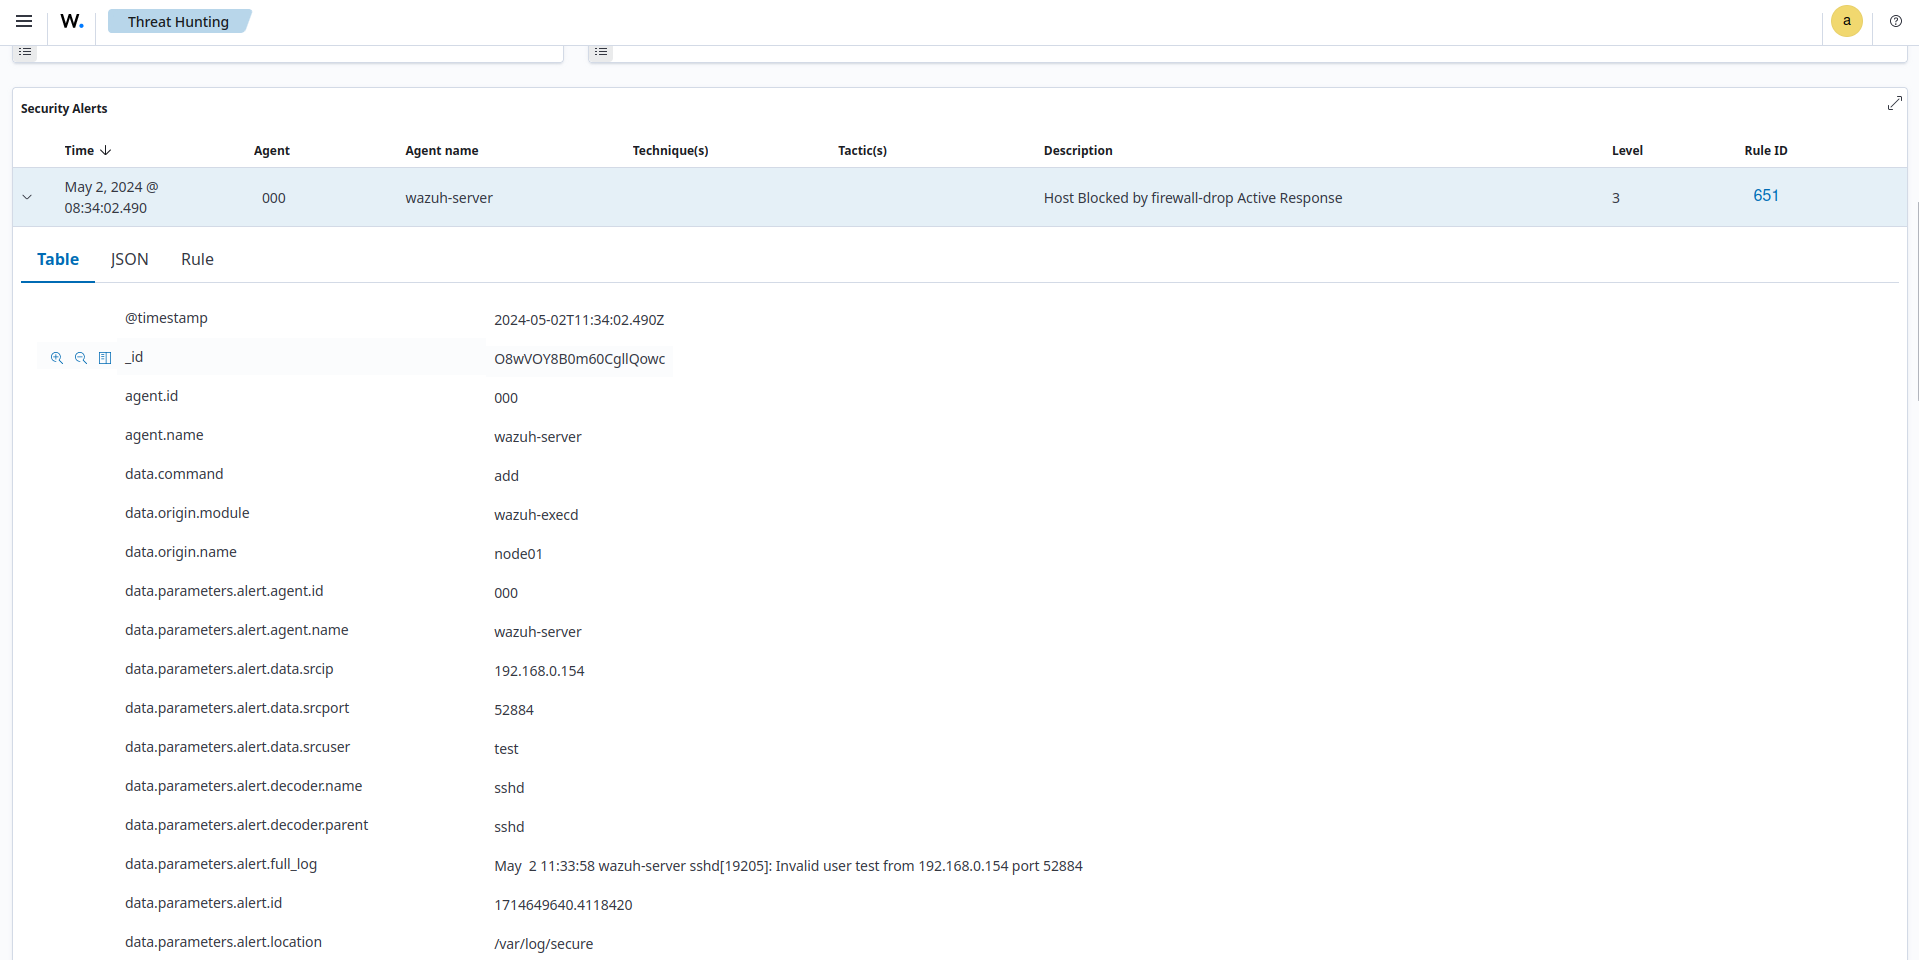 W.
Threat Hunting
a
Security Alerts
Time Agent Agent name Technique(s) Tactic(s) Description Level Rule ID
May 2, 2024 @
08:34:02.490
000 wazuh-server Host Blocked by firewall-drop Active Response 3 651
Table JSON Rule
@timestamp 2024-05-02T11:34:02.490Z
_id O8wVOY8B0m60CgllQowc
agent.id 000
agent.name wazuh-server
data.command add
data.origin.module wazuh-execd
data.origin.name node01
data.parameters.alert.agent.id 000
data.parameters.alert.agent.name wazuh-server
data.parameters.alert.data.srcip 192.168.0.154
data.parameters.alert.data.srcport 52884
data.parameters.alert.data.srcuser test
data.parameters.alert.decoder.name sshd
data.parameters.alert.decoder.parent sshd
data.parameters.alert.full_log May  2 11:33:58 wazuh-server sshd[19205]: Invalid user test from 192.168.0.154 port 52884
data.parameters.alert.id 1714649640.4118420
data.parameters.alert.location /var/log/secure